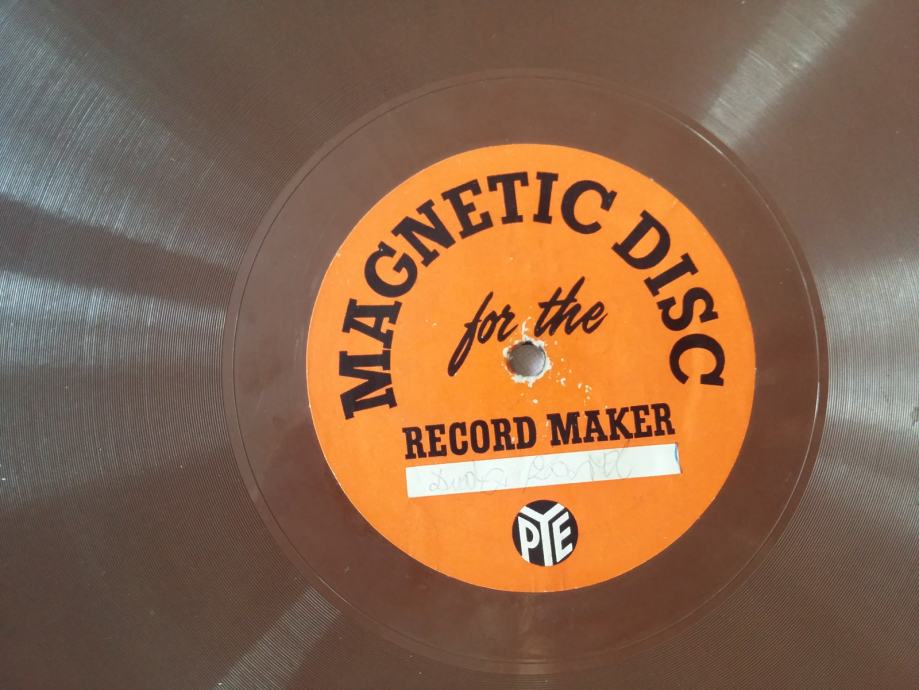 MAGNETIC DISC
for the
RECORD MAKER
PYE